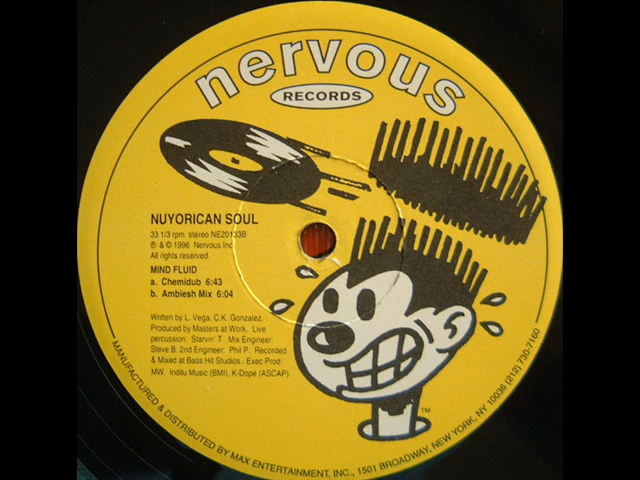 nervous
RECORDS
NUYORICAN SOUL
33 1/3 rpm stereo NE20133B
℗ & © 1996 Nervous Inc.
All rights reserved.
MIND FLUID
a. Chemidub 6:43
b. Ambiesh Mix 6:04
Written by L. Vega, C.K. Gonzalez.
Produced by Masters at Work. Live
percussion: Starvin' T. Mix Engineer:
Steve B. 2nd Engineer: Phil P. Recorded
& Mixed at Bass Hit Studios.. Exec Prod:
MW. Indilu Music (BMI), K-Dope (ASCAP).
TM
MANUFACTURED & DISTRIBUTED BY MAX ENTERTAINMENT, INC., 1501 BROADWAY, NEW YORK, NY 10036 (212) 730-7160